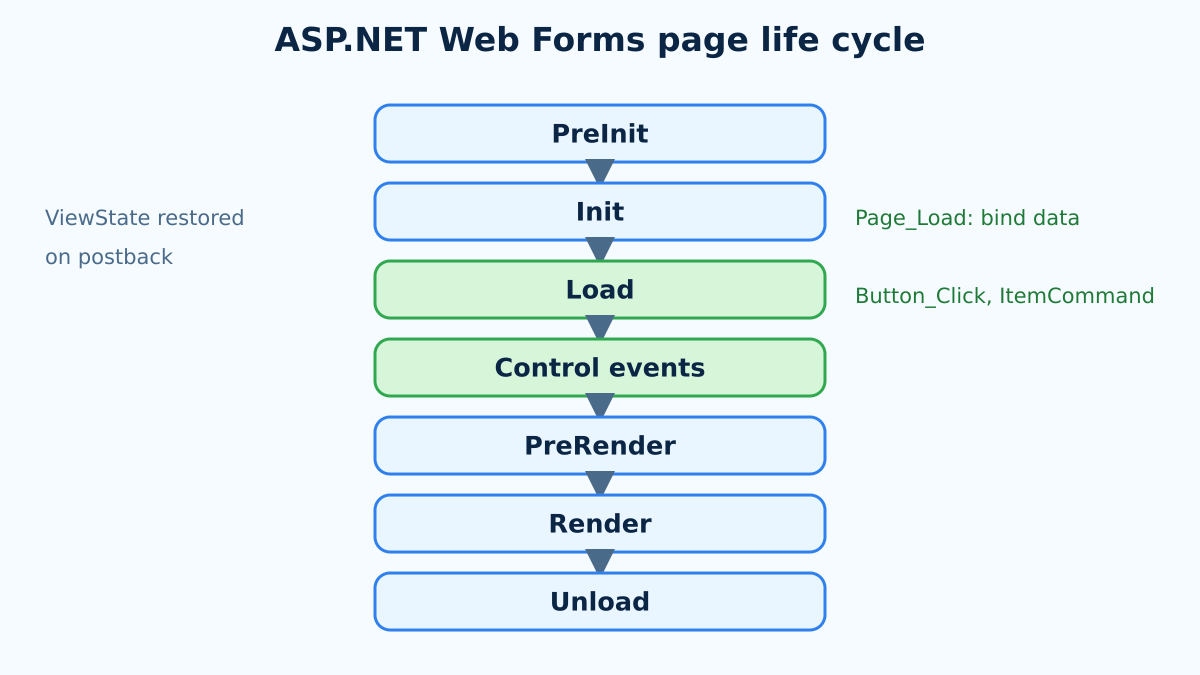 ASP.NET Web Forms page life cycle
PreInit
Init
ViewState restored
on postback
Page_Load: bind data
Load
Button_Click, ItemCommand
Control events
PreRender
Render
Unload